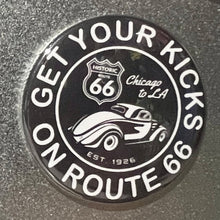 GET YOUR KICKS
HISTORIC
66
Chicago
to LA
EST. 1926
ON ROUTE 66